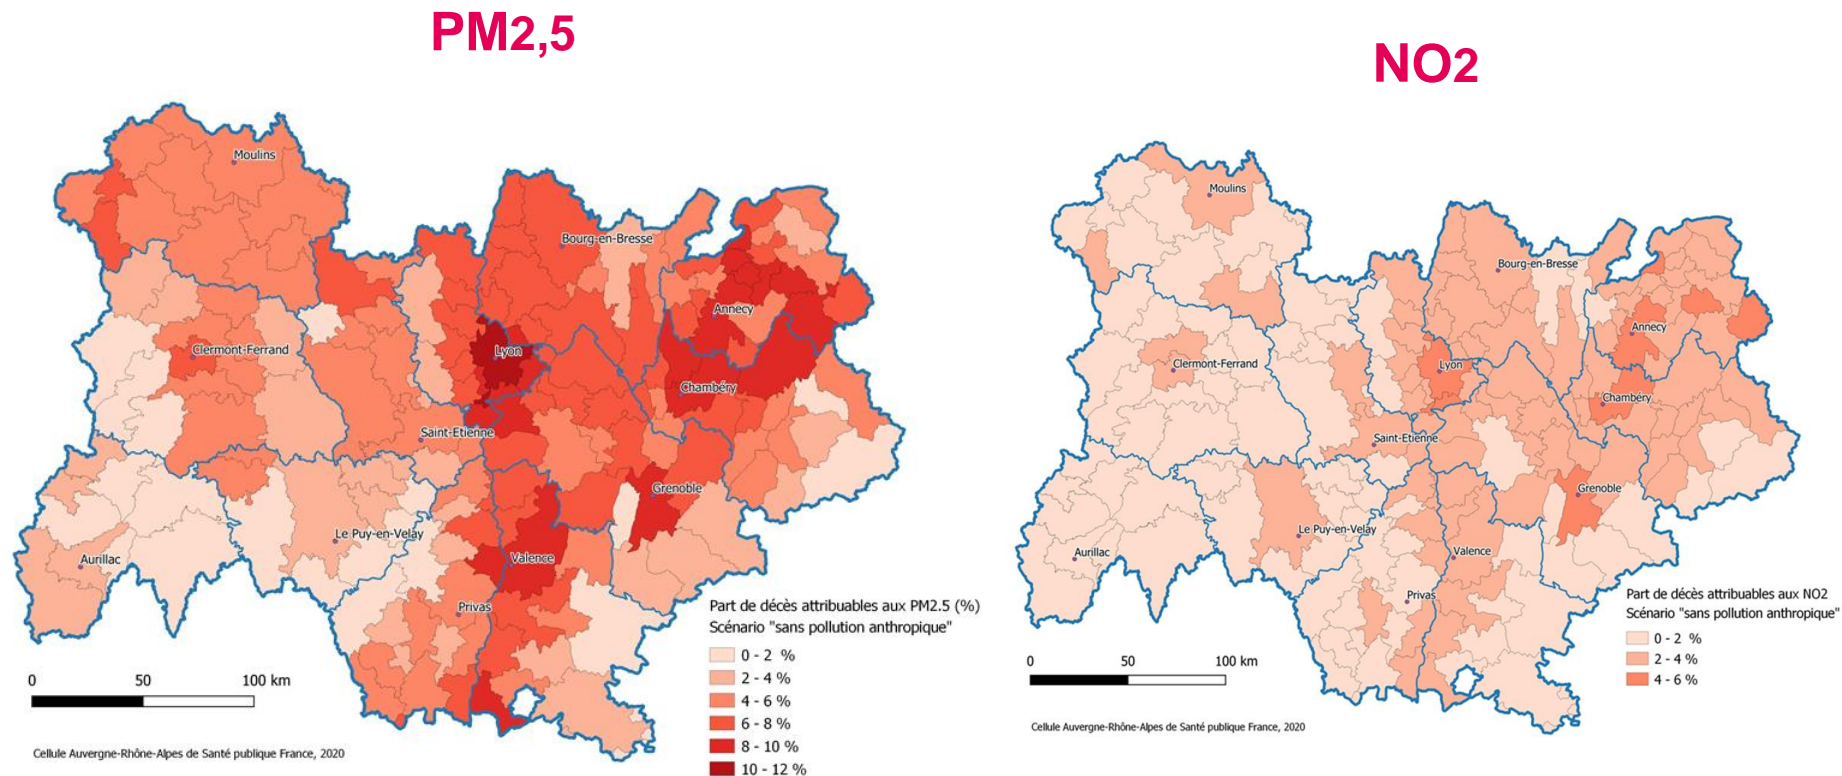 PM2,5
NO2
Moulins
Bourg-en-Bresse
Annecy
Clermont-Ferrand
Lyon
Chambéry
Saint-Etienne
Grenoble
Le Puy-en-Velay
Valence
Aurillac
Privas
Part de décès attribuables aux PM2.5 (%)
Scénario "sans pollution anthropique"
0 - 2 %
2 - 4 %
4 - 6 %
6 - 8 %
8 - 10 %
10 - 12 %
0 50 100 km
Cellule Auvergne-Rhône-Alpes de Santé publique France, 2020
Moulins
Bourg-en-Bresse
Annecy
Clermont-Ferrand
Lyon
Chambéry
Saint-Etienne
Grenoble
Le Puy-en-Velay
Valence
Aurillac
Privas
Part de décès attribuables aux NO2
Scénario "sans pollution anthropique"
0 - 2 %
2 - 4 %
4 - 6 %
0 50 100 km
Cellule Auvergne-Rhône-Alpes de Santé publique France, 2020